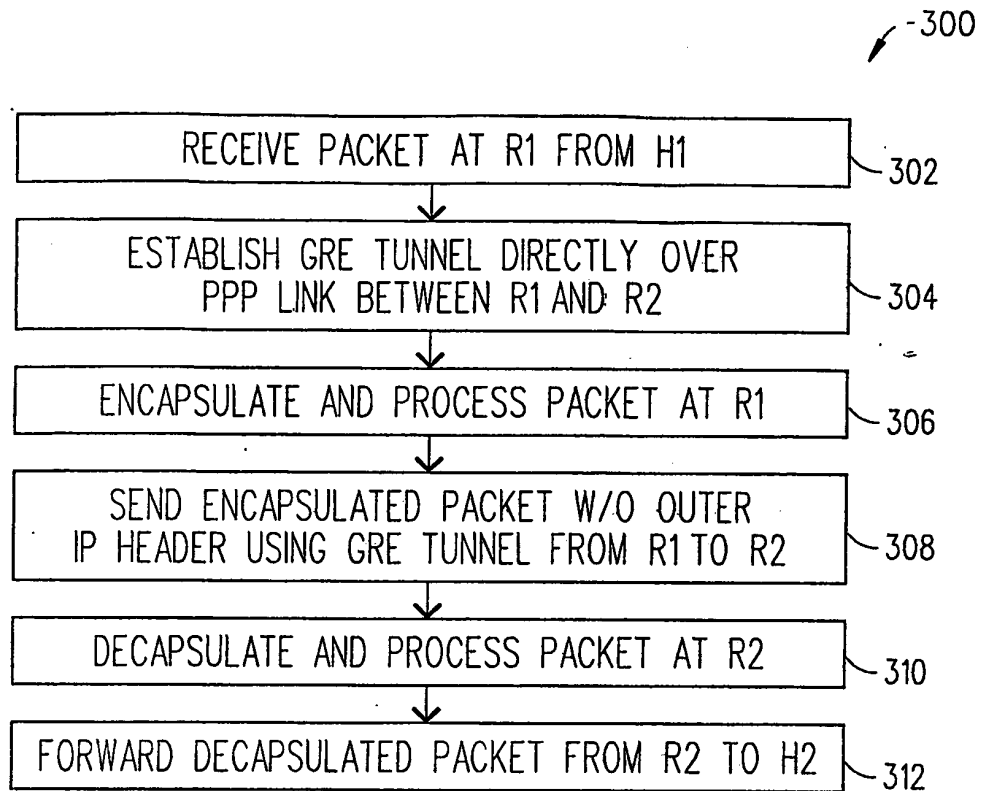 300
RECEIVE PACKET AT R1 FROM H1
302
ESTABLISH GRE TUNNEL DIRECTLY OVER
PPP LINK BETWEEN R1 AND R2
304
ENCAPSULATE AND PROCESS PACKET AT R1
306
SEND ENCAPSULATED PACKET W/O OUTER
IP HEADER USING GRE TUNNEL FROM R1 TO R2
308
DECAPSULATE AND PROCESS PACKET AT R2
310
FORWARD DECAPSULATED PACKET FROM R2 TO H2
312